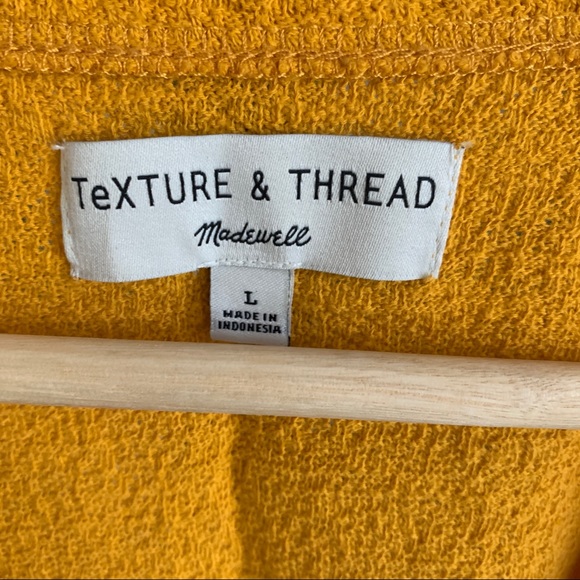 TeXTURE & THREAD
Madewell
L
MADE IN
INDONESIA